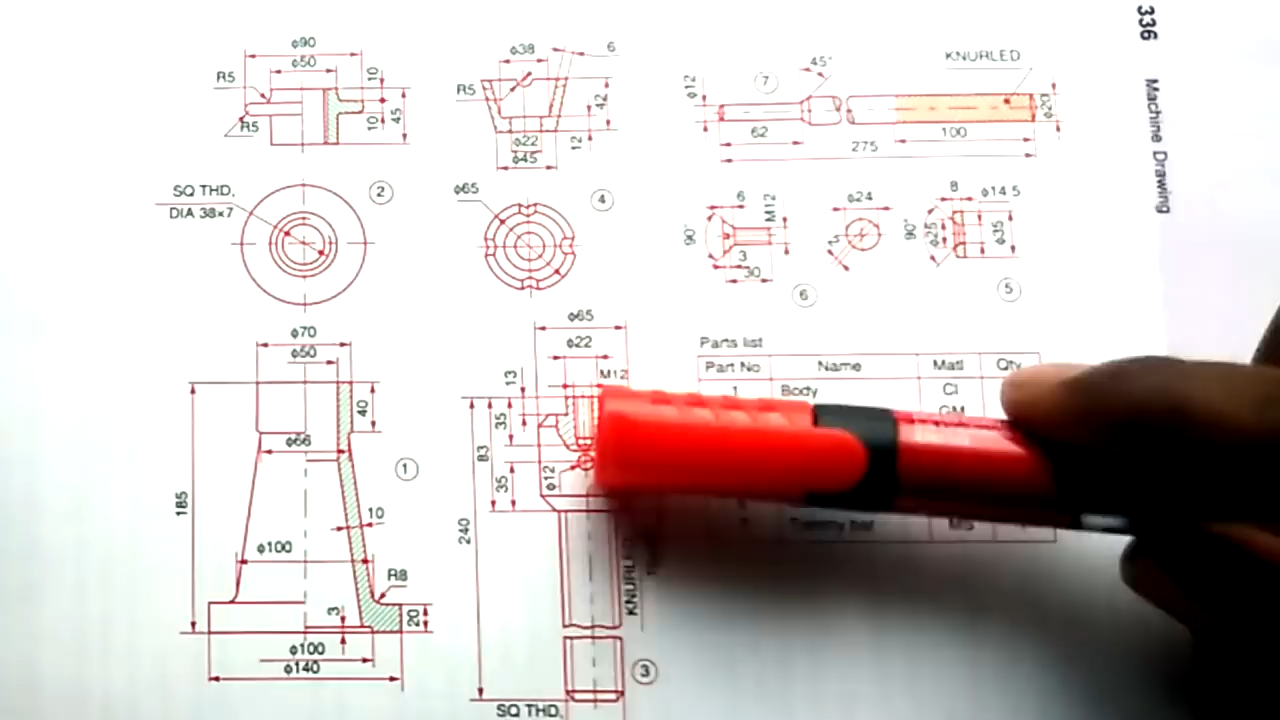 336 Machine Drawing
ϕ90
ϕ50
R5
R5
10
10
45
SQ THD,
DIA 38×7
2
ϕ38
6
R5
42
12
ϕ22
ϕ45
ϕ65
4
KNURLED
45°
7
ϕ12
ϕ20
62
100
275
6
M12
90°
3
30
6
ϕ24
8
ϕ14.5
90°
ϕ25
ϕ35
5
ϕ70
ϕ50
40
ϕ66
185
1
10
ϕ100
R8
3
20
ϕ100
ϕ140
ϕ65
ϕ22
M12
13
35
83
35
ϕ12
240
KNURLED
3
SQ THD,
Parts list
Part No Name Matl Qty
1 Body CI
GM
Tommy bar MS